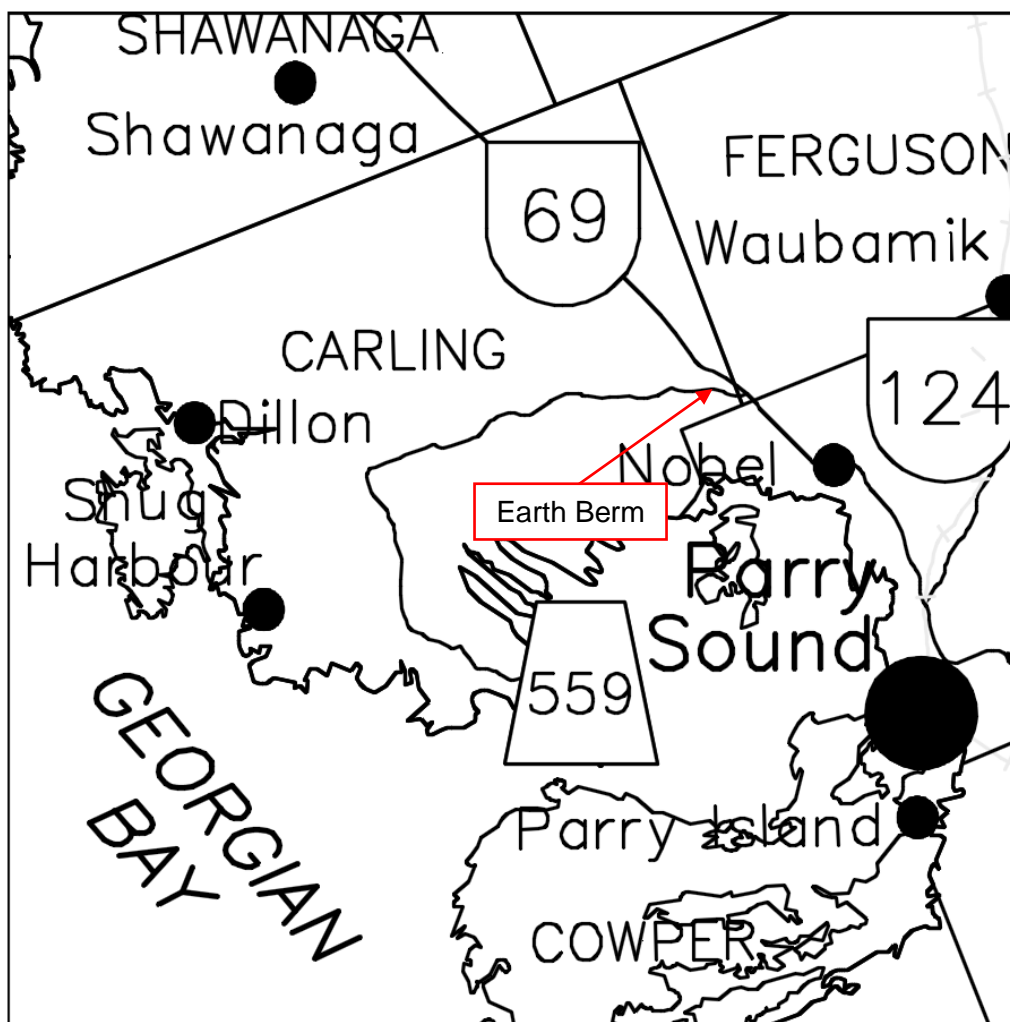 SHAWANAGA
Shawanaga
69
FERGUSON
Waubamik
CARLING
124
Dillon
Nobel
Snug
Harbour
Earth Berm
Parry
Sound
559
GEORGIAN
BAY
Parry Island
COWPER